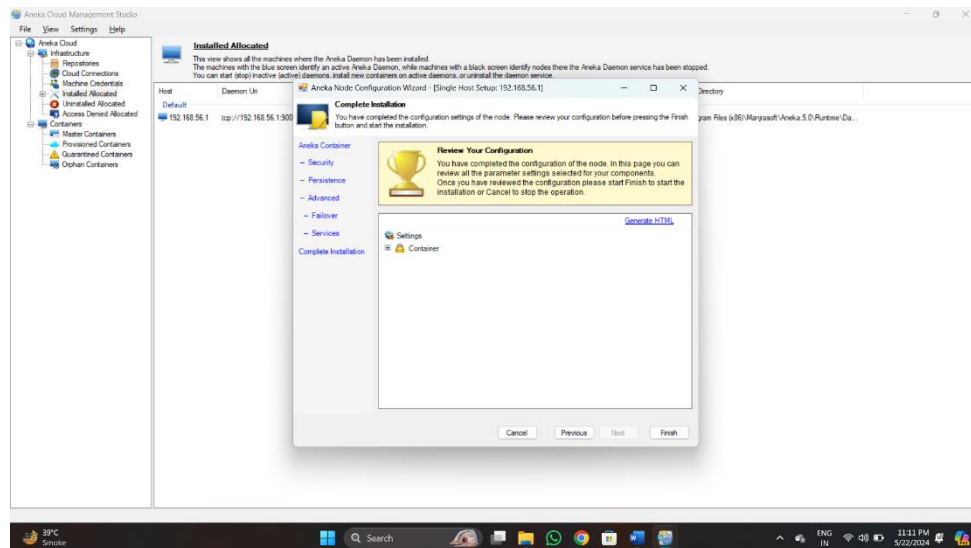 Aneka Cloud Management Studio
File View Settings Help
Aneka Cloud
Infrastructure
Repositories
Cloud Connections
Machine Credentials
Installed Allocated
Uninstalled Allocated
Access Denied Allocated
Containers
Master Containers
Provisioned Containers
Quarantined Containers
Orphan Containers
Installed Allocated
This view shows all the machines where the Aneka Daemon has been installed.
The machines with the blue screen identify an active Aneka Daemon, while machines with a black screen identify nodes there the Aneka Daemon service has been stopped.
You can start (stop) inactive (active) daemons, install new containers on active daemons, or uninstall the daemon service.
Host Daemon Uri Directory
Default
192.168.56.1 tcp://192.168.56.1:900 gram Files (x86)\Manjrasoft\Aneka.5.0\Runtime\Da...
Aneka Node Configuration Wizard - [Single Host Setup: 192.168.56.1]
Complete Installation
You have completed the configuration settings of the node. Please review your configuration before pressing the Finish
button and start the installation.
Aneka Container
– Security
– Persistence
– Advanced
– Failover
– Services
Complete Installation
Review Your Configuration
You have completed the configuration of the node. In this page you can
review all the parameter settings selected for your components.
Once you have reviewed the configuration please start Finish to start the
installation or Cancel to stop the operation.
Generate HTML
Settings
Container
Cancel Previous Next Finish
39°C
Smoke
Search
ENG
IN
11:11 PM
5/22/2024